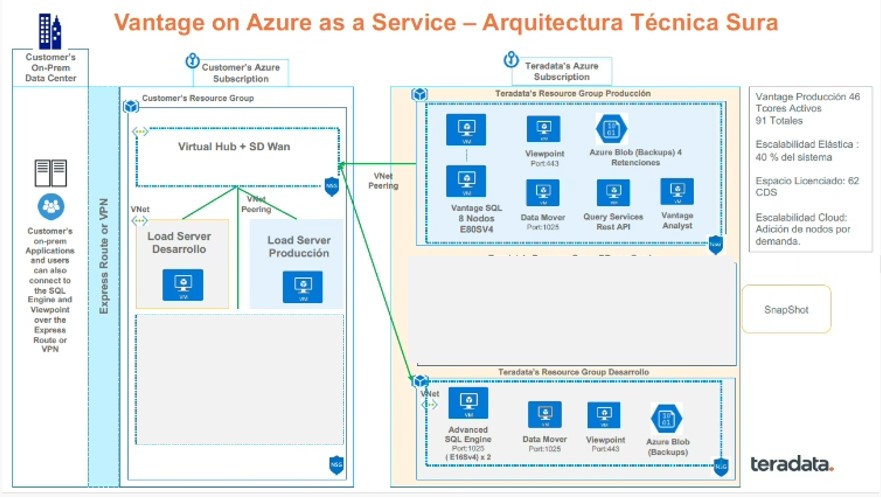 Vantage on Azure as a Service – Arquitectura Técnica Sura
Customer's
On-Prem
Data Center
Customer's Azure
Subscription
Teradata's Azure
Subscription
Customer's
on-prem
Applications
and users
can also
connect to
the SQL
Engine and
Viewpoint
over the
Express
Route or
VPN
Express Route or VPN
Customer's Resource Group
Virtual Hub + SD Wan
NSG
VNet
VNet
Peering
Load Server
Desarrollo
VM
Load Server
Producción
VM
NSG
VNet
Peering
Teradata's Resource Group Producción
VM
VM
Vantage SQL
8 Nodos
E80SV4
VM
Viewpoint
Port:443
Azure Blob (Backups) 4
Retenciones
VM
Data Mover
Port:1025
VM
Query Services
Rest API
VM
Vantage
Analyst
Teradata's Resource Group Desarrollo
VNet
VM
Advanced
SQL Engine
Port:1025
( E16Sv4) x 2
VM
Data Mover
Port:1025
VM
Viewpoint
Port:443
Azure Blob
(Backups)
NSG
Vantage Producción 46
Tcores Activos
91 Totales
Escalabilidad Elástica :
40 % del sistema
Espacio Licenciado: 62
CDS
Escalabilidad Cloud:
Adición de nodos por
demanda.
SnapShot
teradata.